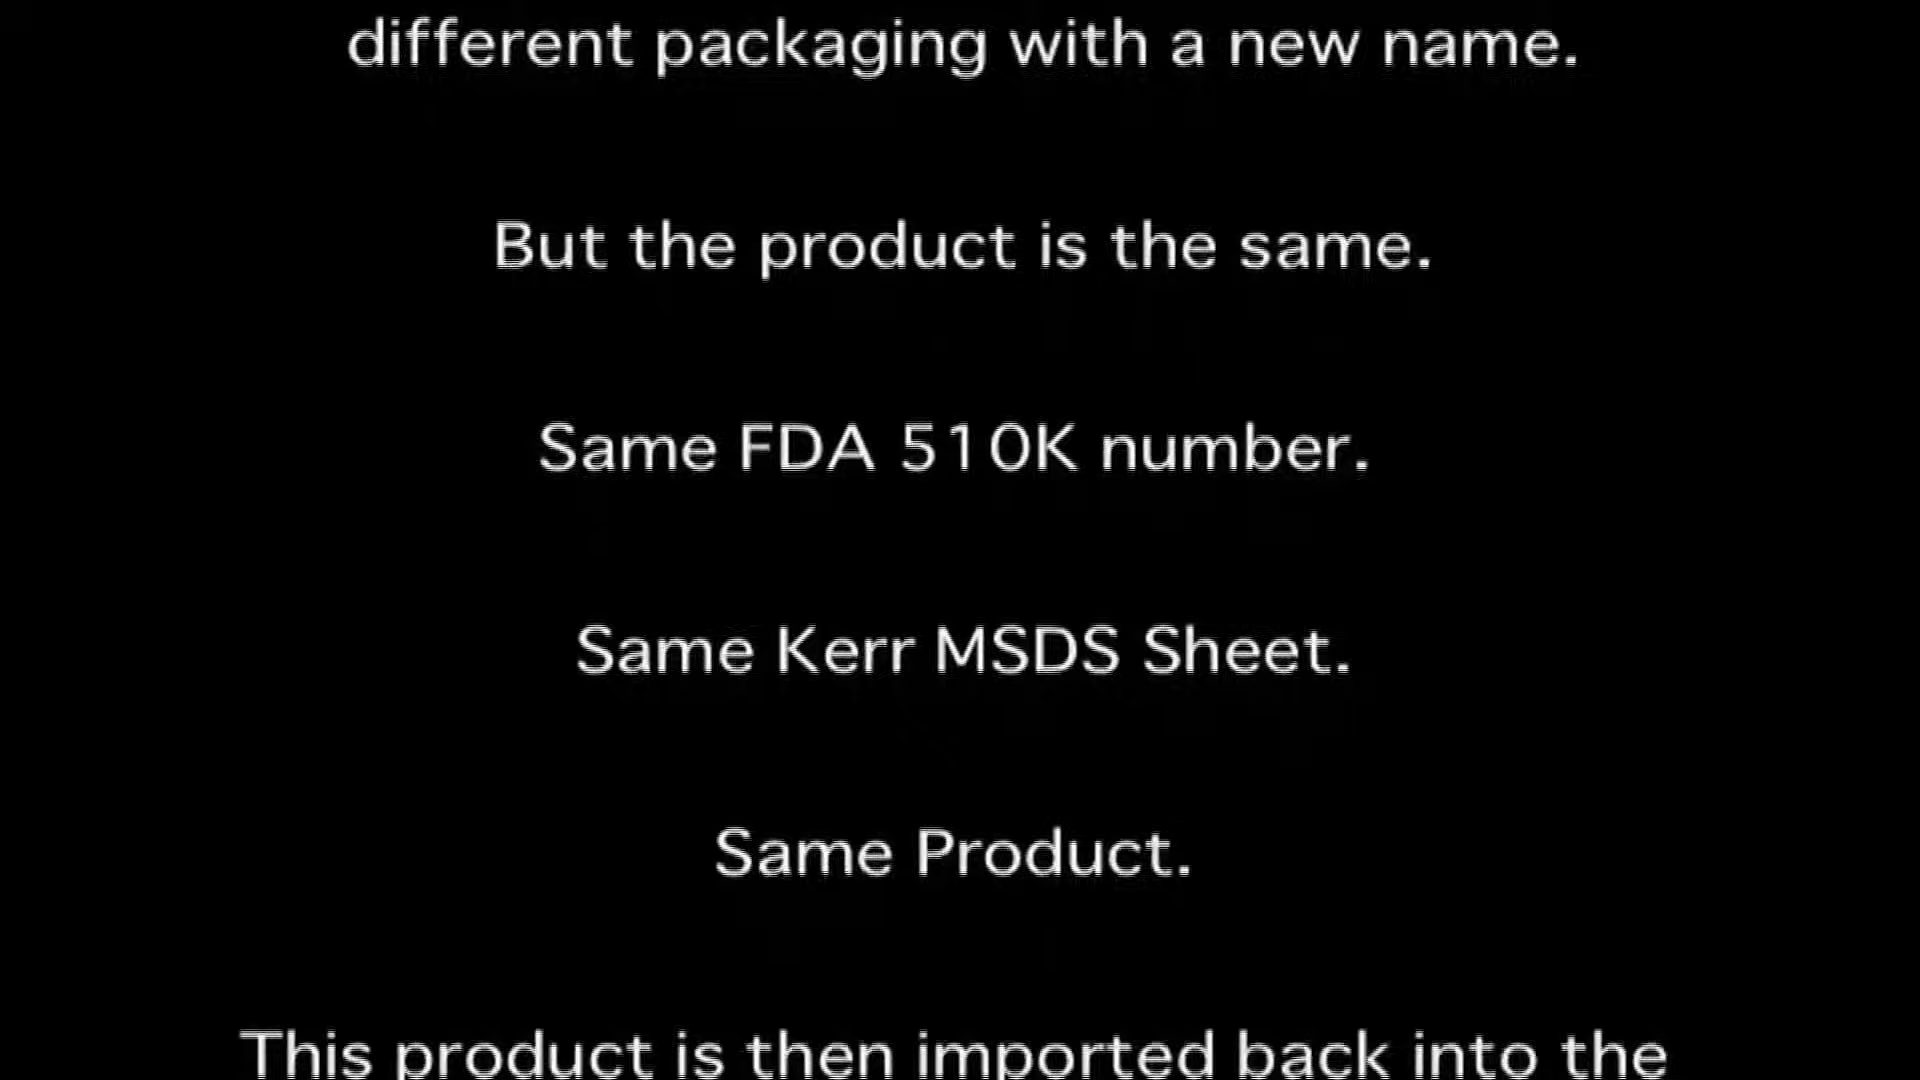 different packaging with a new name.
But the product is the same.
Same FDA 510K number.
Same Kerr MSDS Sheet.
Same Product.
This product is then imported back into the